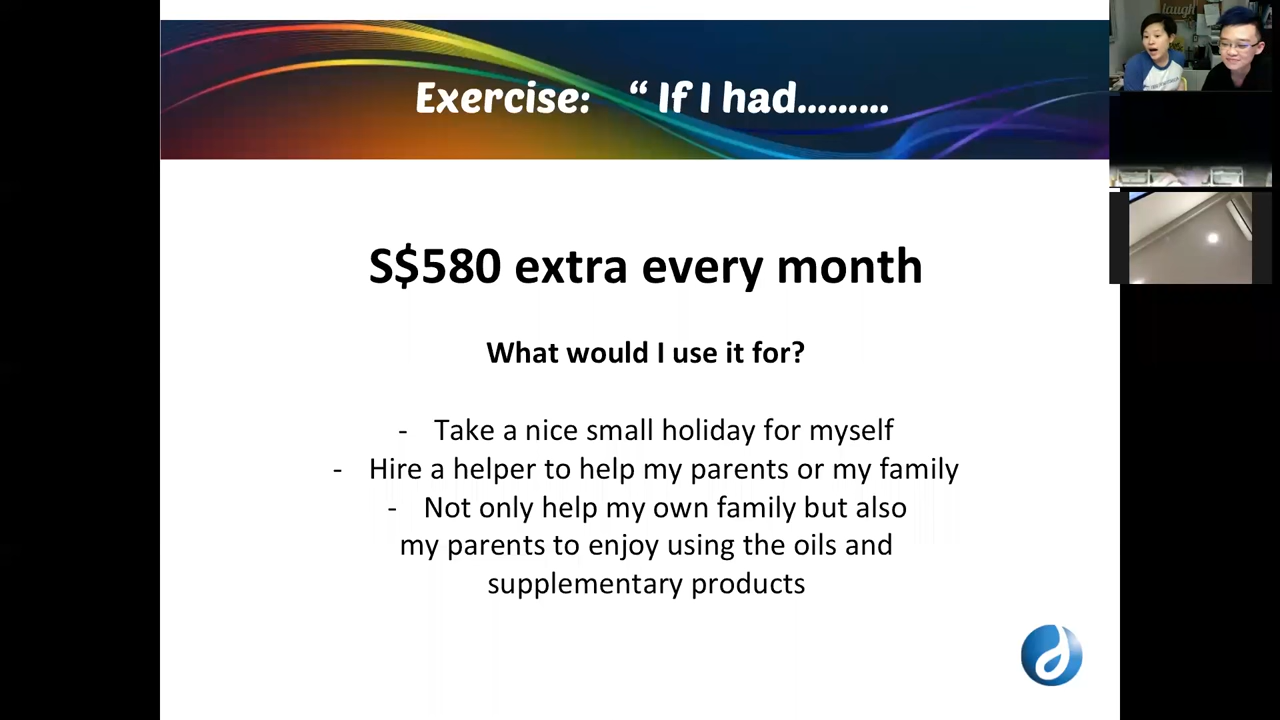 Exercise: “ If I had.........
S$580 extra every month
What would I use it for?
- Take a nice small holiday for myself
- Hire a helper to help my parents or my family
- Not only help my own family but also
my parents to enjoy using the oils and
supplementary products
laugh